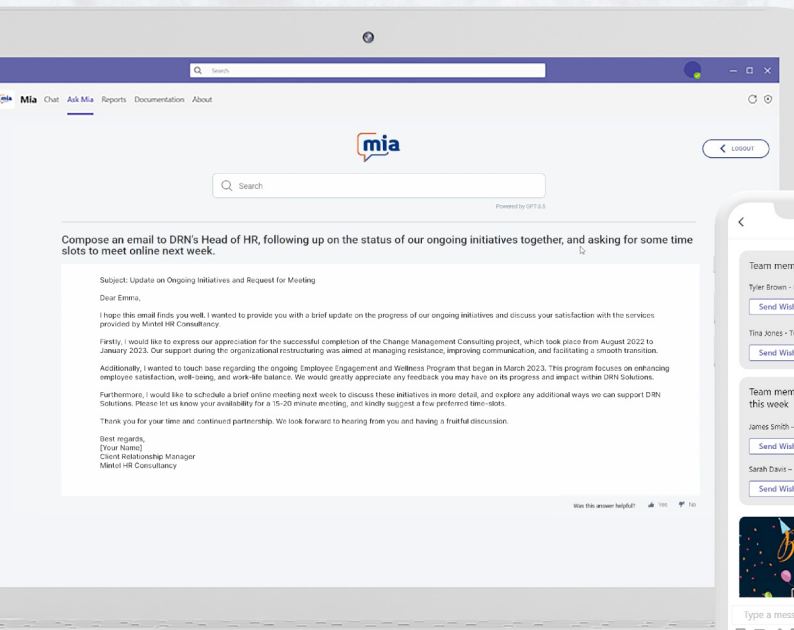 Search
mia Mia Chat Ask Mia Reports Documentation About
mia
LOGOUT
Search
Powered by GPT-3.5
Compose an email to DRN's Head of HR, following up on the status of our ongoing initiatives together, and asking for some time
slots to meet online next week.
Subject: Update on Ongoing Initiatives and Request for Meeting
Dear Emma,
I hope this email finds you well. I wanted to provide you with a brief update on the progress of our ongoing initiatives and discuss your satisfaction with the services
provided by Mintel HR Consultancy.
Firstly, I would like to express our appreciation for the successful completion of the Change Management Consulting project, which took place from August 2022 to
January 2023. Our support during the organizational restructuring was aimed at managing resistance, improving communication, and facilitating a smooth transition.
Additionally, I wanted to touch base regarding the ongoing Employee Engagement and Wellness Program that began in March 2023. This program focuses on enhancing
employee satisfaction, well-being, and work-life balance. We would greatly appreciate any feedback you may have on its progress and impact within DRN Solutions.
Furthermore, I would like to schedule a brief online meeting next week to discuss these initiatives in more detail, and explore any additional ways we can support DRN
Solutions. Please let us know your availability for a 15-20 minute meeting, and kindly suggest a few preferred time-slots.
Thank you for your time and continued partnership. We look forward to hearing from you and having a fruitful discussion.
Best regards,
[Your Name]
Client Relationship Manager
Mintel HR Consultancy
Was this answer helpful? Yes No
Team mem
Tyler Brown -
Send Wish
Tina Jones - T
Send Wish
Team mem
this week
James Smith –
Send Wish
Sarah Davis –
Send Wish
Type a mess